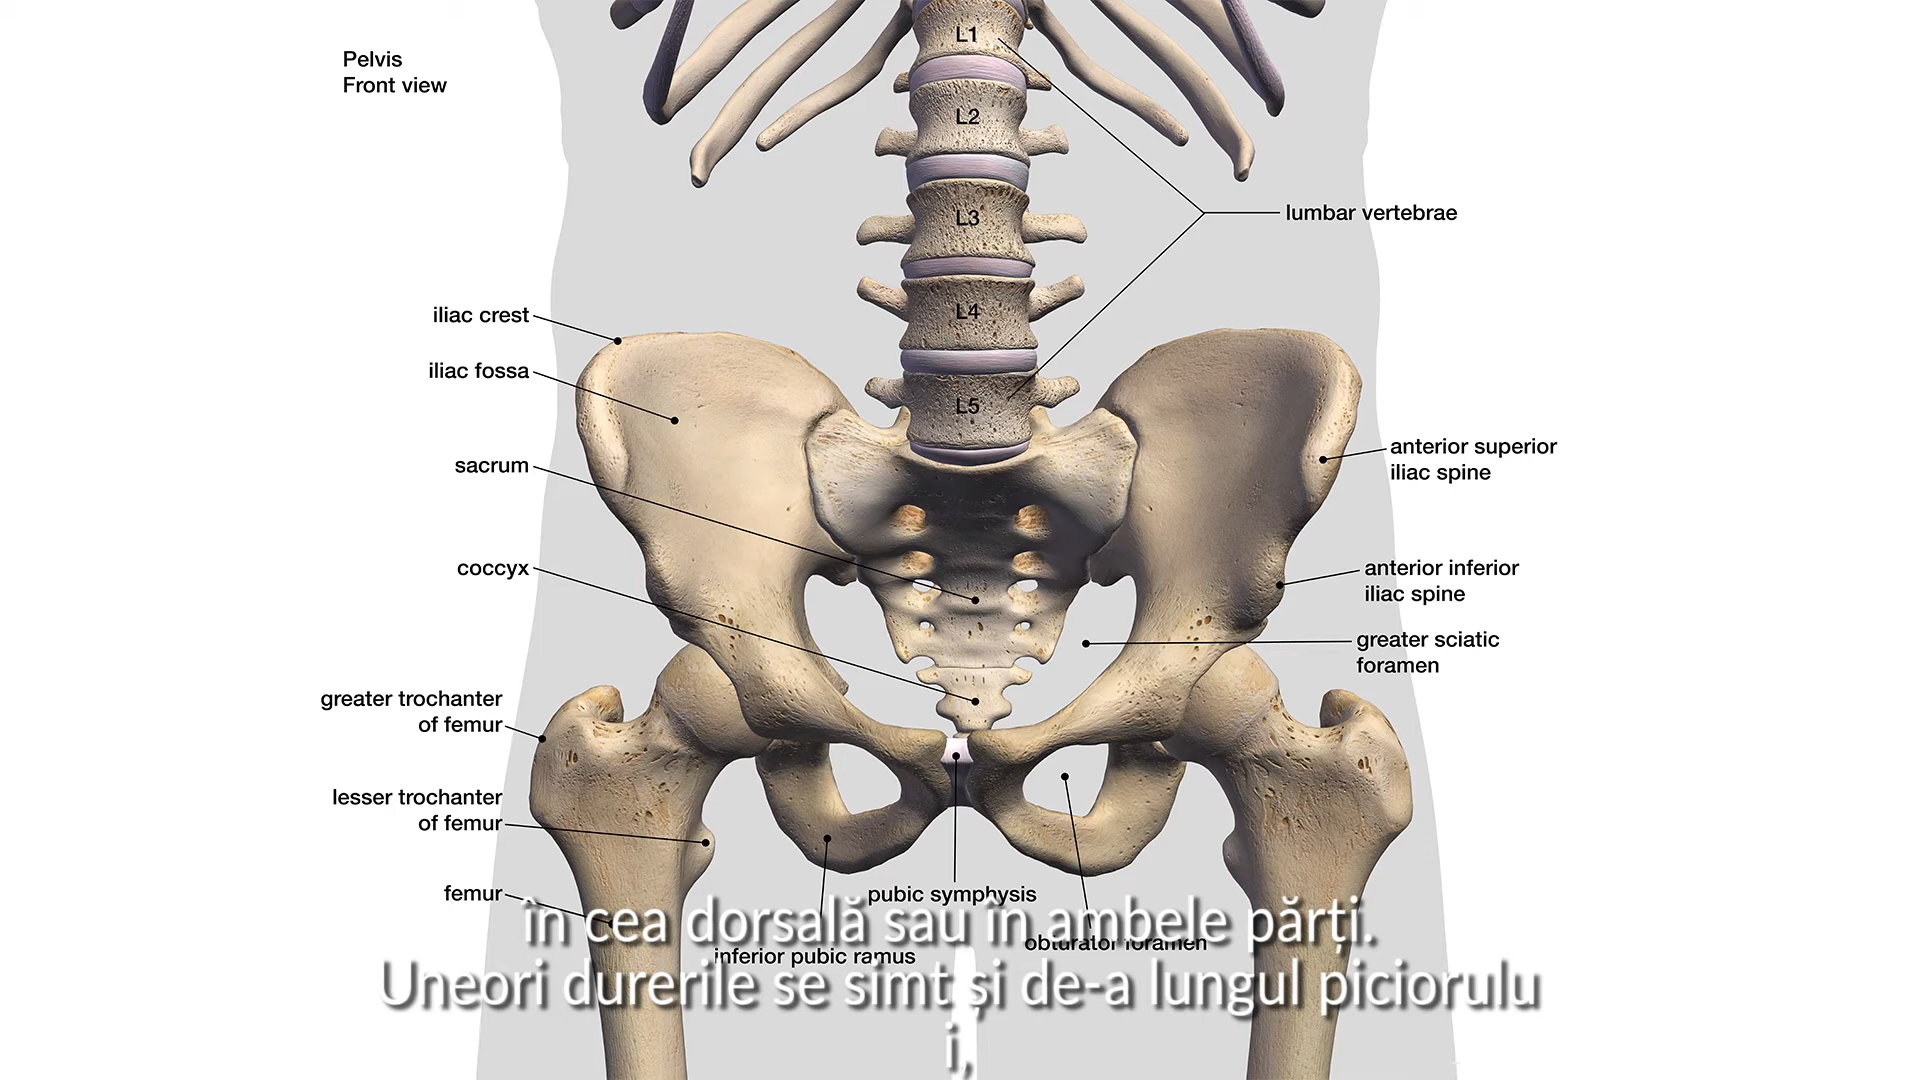 Pelvis
Front view
L1
L2
L3
L4
L5
lumbar vertebrae
iliac crest
iliac fossa
sacrum
coccyx
greater trochanter
of femur
lesser trochanter
of femur
femur
anterior superior
iliac spine
anterior inferior
iliac spine
greater sciatic
foramen
pubic symphysis
obturator foramen
inferior pubic ramus
în cea dorsală sau în ambele părți.
Uneori durerile se simt și de-a lungul piciorulu
i,